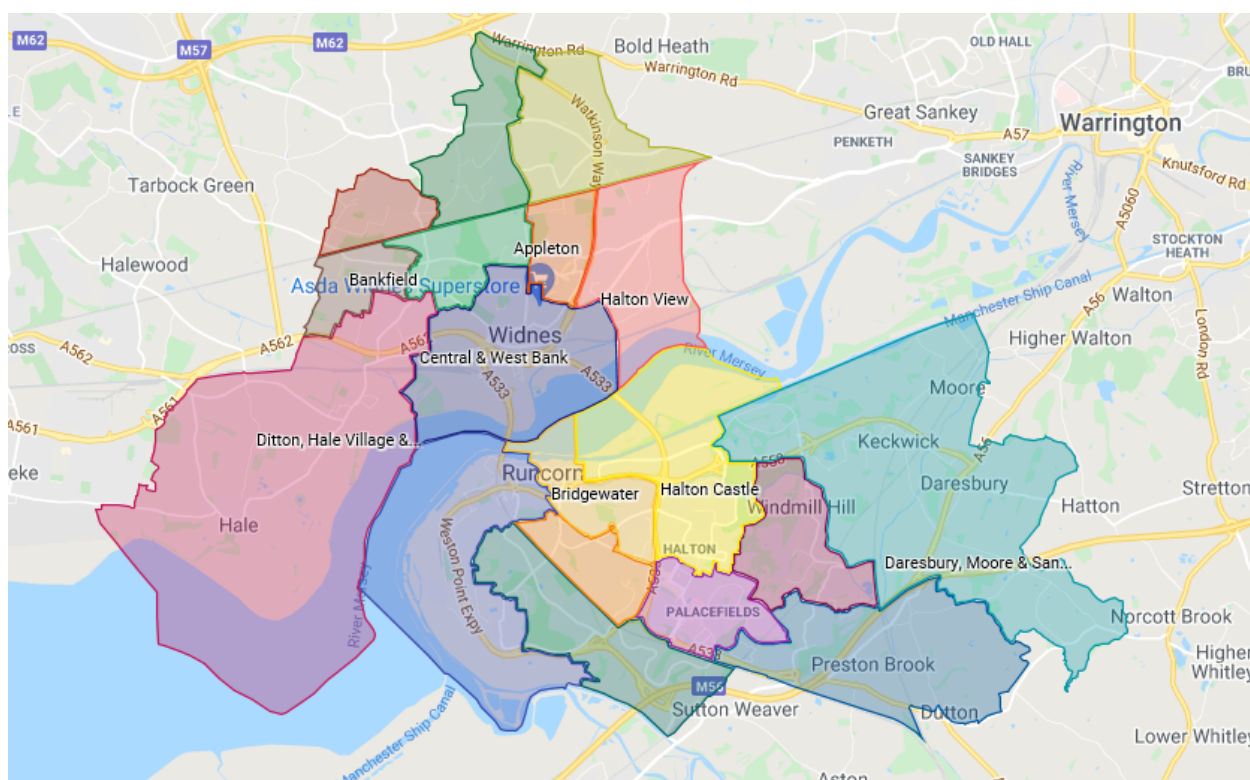 M62
M57
M62
Warrington Rd
Bold Heath
Warrington Rd
OLD HALL
Watkinson Way
Great Sankey
A57
Warrington
PENKETH
SANKEY
BRIDGES
Knutsford Rd
River Mersey
A5060
Tarbock Green
STOCKTON
HEATH
Halewood
Appleton
Bankfield
Asda Widnes Superstore
Halton View
Manchester Ship Canal
A56
Walton
London Rd
Higher Walton
A562
A562
A562
Widnes
Central & West Bank
River Mersey
A533
A533
Moore
A561
A561
Ditton, Hale Village &...
Keckwick
A56
A558
Daresbury
Runcorn
Bridgewater
Halton Castle
Windmill Hill
Stretton
Hatton
Hale
HALTON
Weston Point Expy
River Mersey
Daresbury, Moore & San...
PALACEFIELDS
Norcott Brook
Preston Brook
Higher
Whitley
A533
M56
Sutton Weaver
Dutton
Manchester Ship Canal
Lower Whitley
Aston